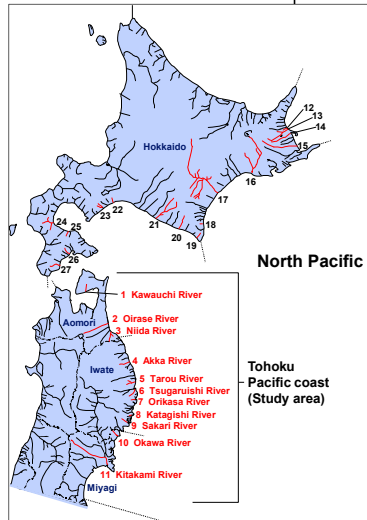 12
13
14
Hokkaido
15
16
17
24
23
22
25
21
20
18
19
26
27
North Pacific
1 Kawauchi River
Aomori
2 Oirase River
3 Niida River
Iwate
4 Akka River
5 Tarou River
6 Tsugaruishi River
7 Orikasa River
8 Katagishi River
9 Sakari River
10 Okawa River
11 Kitakami River
Miyagi
Tohoku
Pacific coast
(Study area)